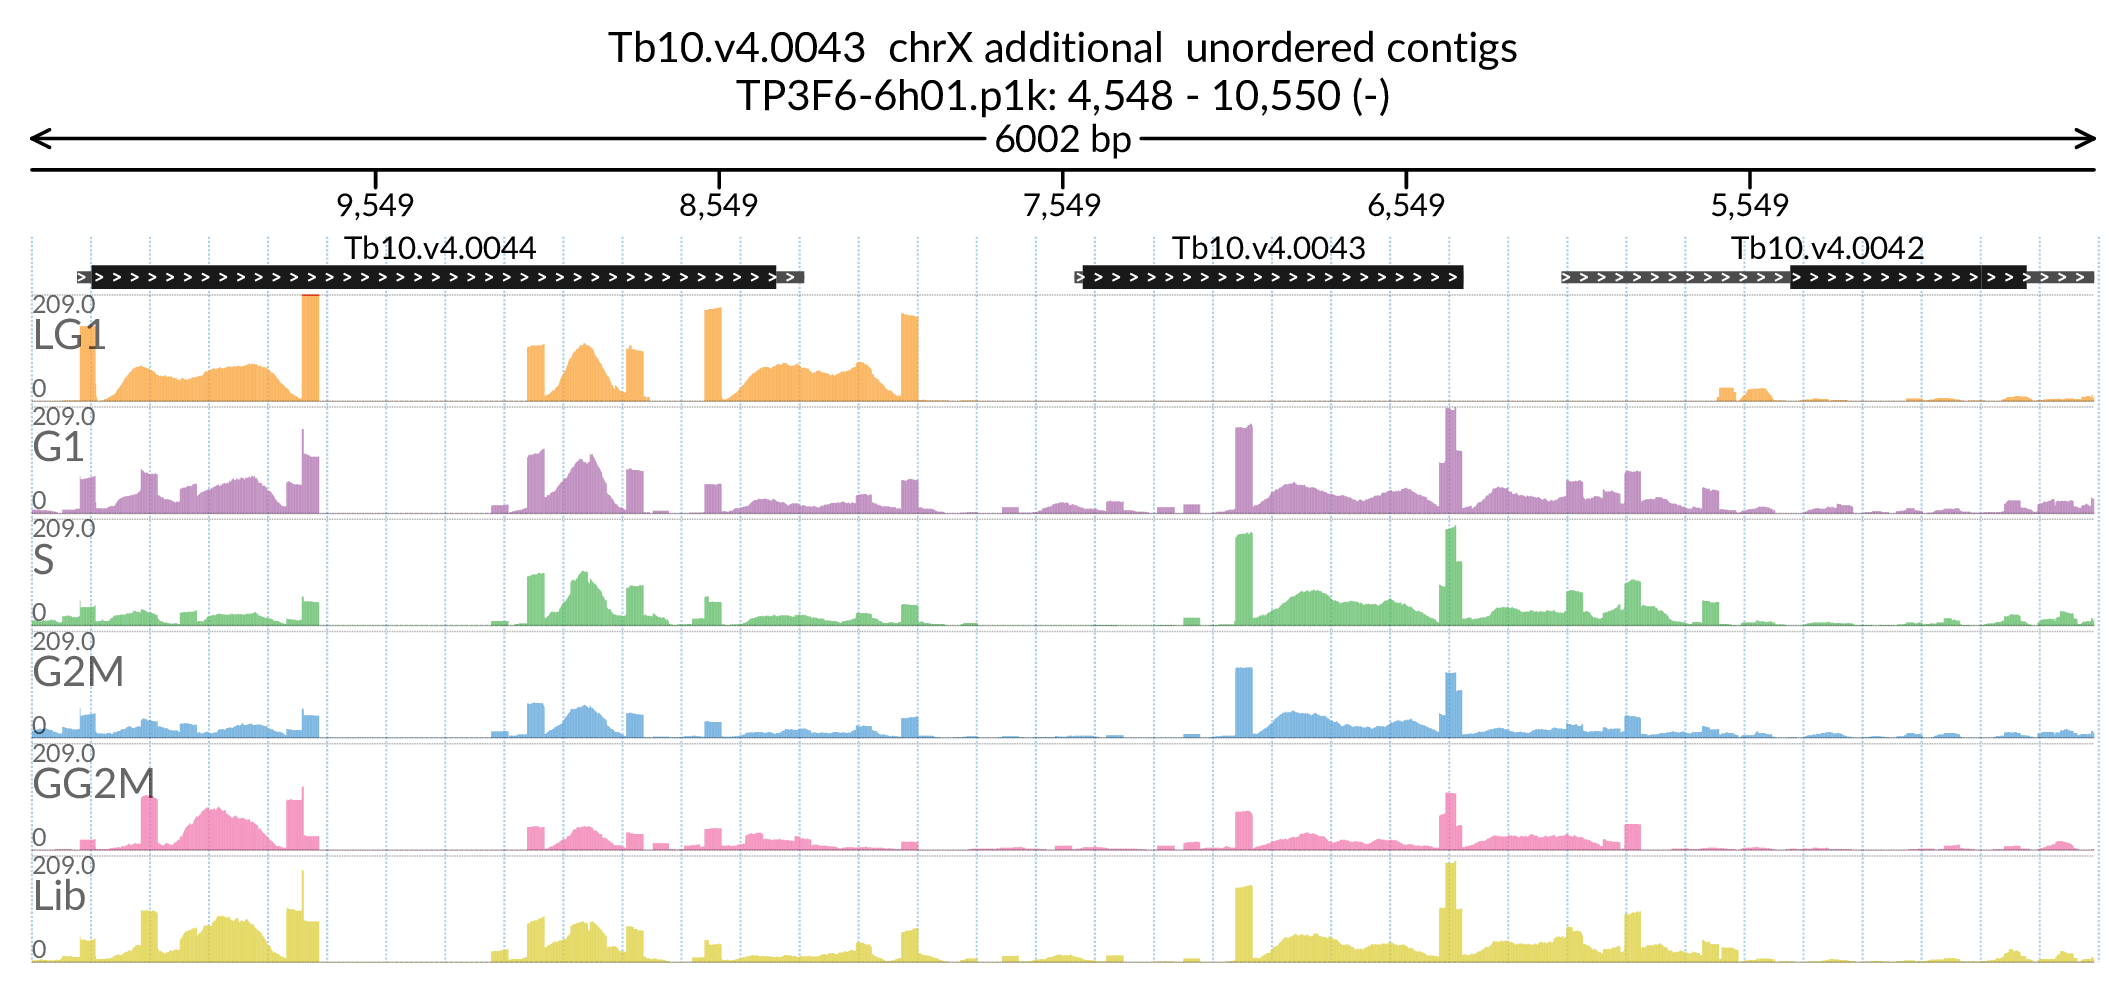 Tb10.v4.0043  chrX additional  unordered contigs
TP3F6-6h01.p1k: 4,548 - 10,550 (-)
6002 bp
9,549 8,549 7,549 6,549 5,549
Tb10.v4.0044 Tb10.v4.0043 Tb10.v4.0042
209.0
LG1
0
209.0
G1
0
209.0
S
0
209.0
G2M
0
209.0
GG2M
0
209.0
Lib
0